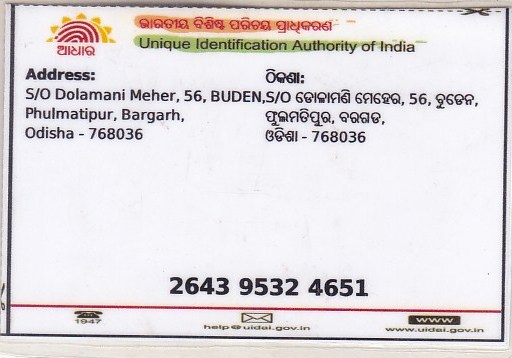 ଭାରତୀୟ ବିଶିଷ୍ଟ ପରିଚୟ ପ୍ରାଧିକରଣ
Unique Identification Authority of India
ଆଧାର
Address:
S/O Dolamani Meher, 56, BUDEN,
Phulmatipur, Bargarh,
Odisha - 768036
ଠିକଣା:
S/O ଡୋଳାମଣି ମେହେର, 56, ବୁଡେନ,
ଫୁଲମତିପୁର, ବରଗଡ,
ଓଡିଶା - 768036
2643 9532 4651
1947
help@uidai.gov.in
www
www.uidai.gov.in